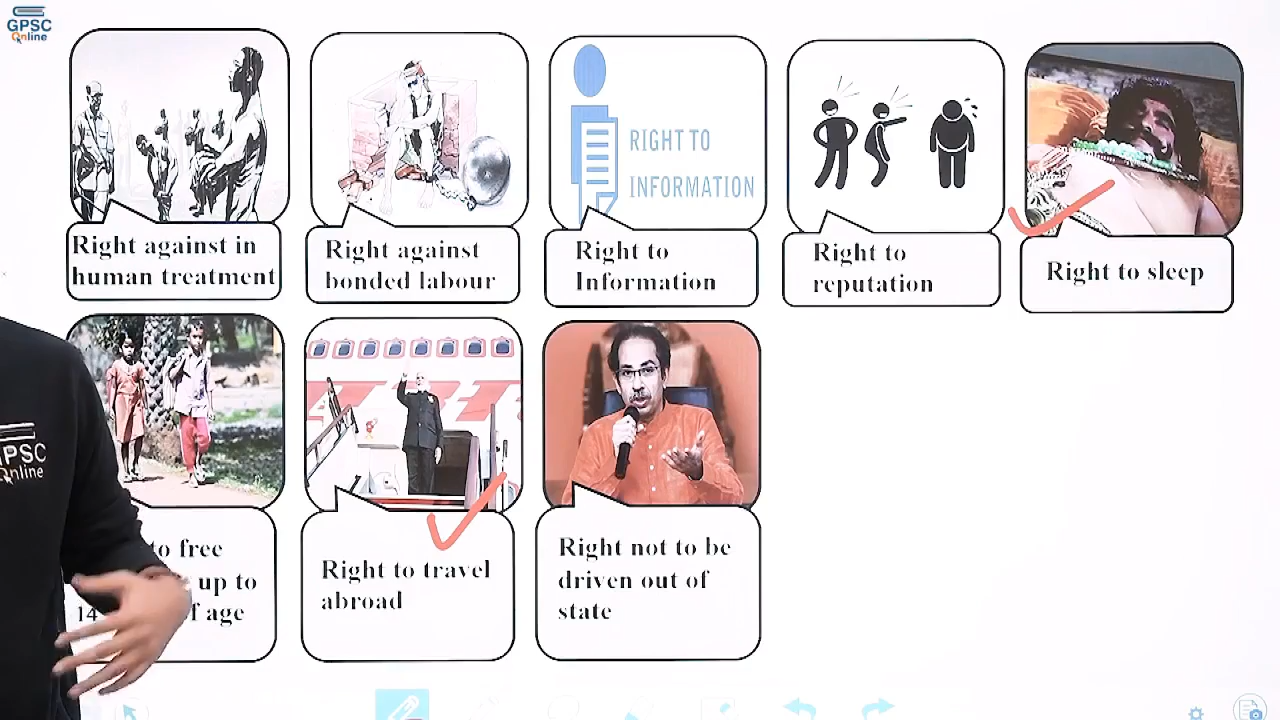 GPSC
Online
RIGHT TO
INFORMATION
Right against in
human treatment
Right against
bonded labour
Right to
Information
Right to
reputation
Right to sleep
to free
up to
14 of age
Right to travel
abroad
Right not to be
driven out of
state
GPSC
Online